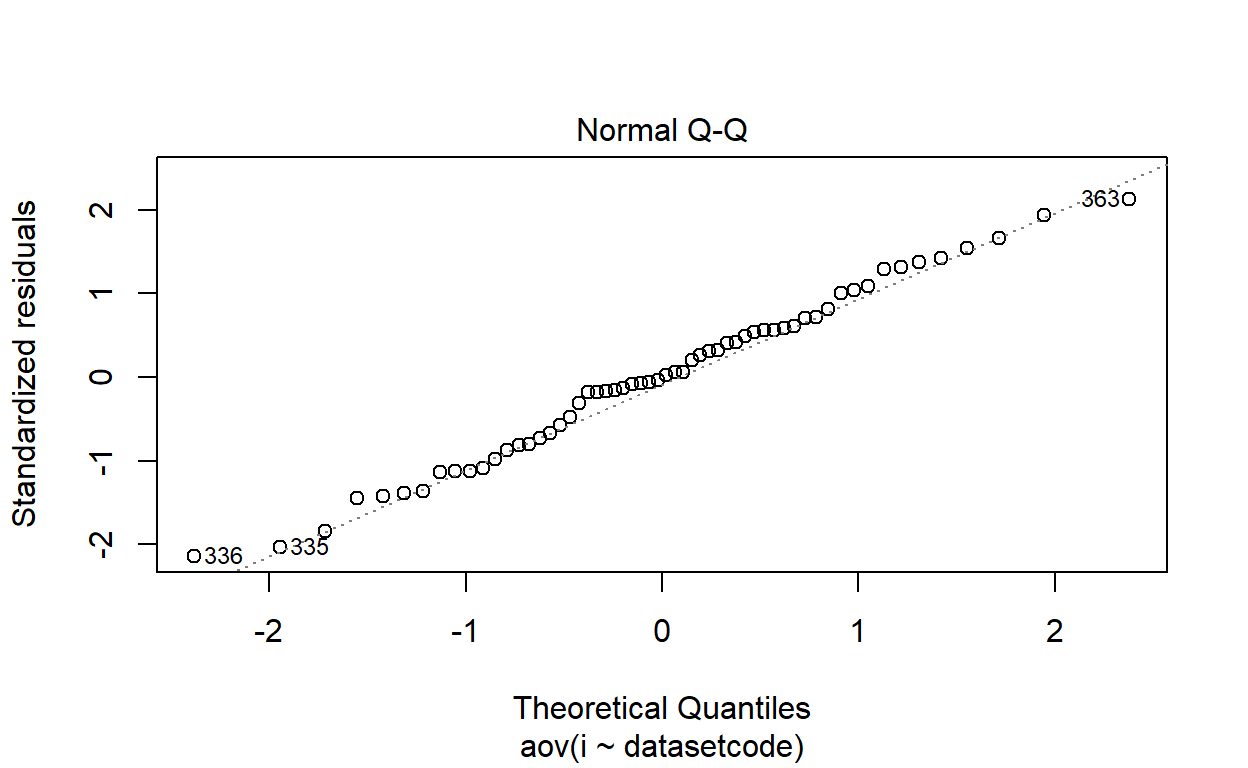 Normal Q-Q
Standardized residuals
2
1
0
-1
-2
363
336
335
-2 -1 0 1 2
Theoretical Quantiles
aov(i ~ datasetcode)